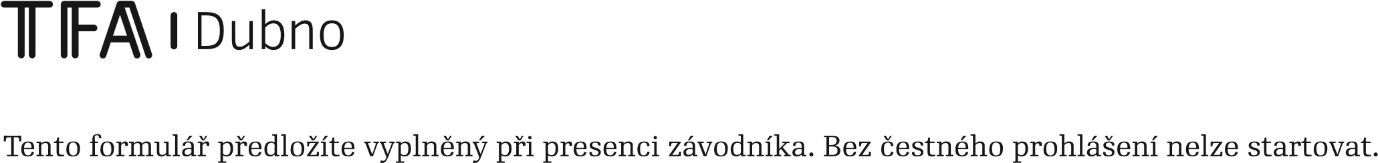 TFA | Dubno
Tento formulář předložíte vyplněný při presenci závodníka. Bez čestného prohlášení nelze startovat.